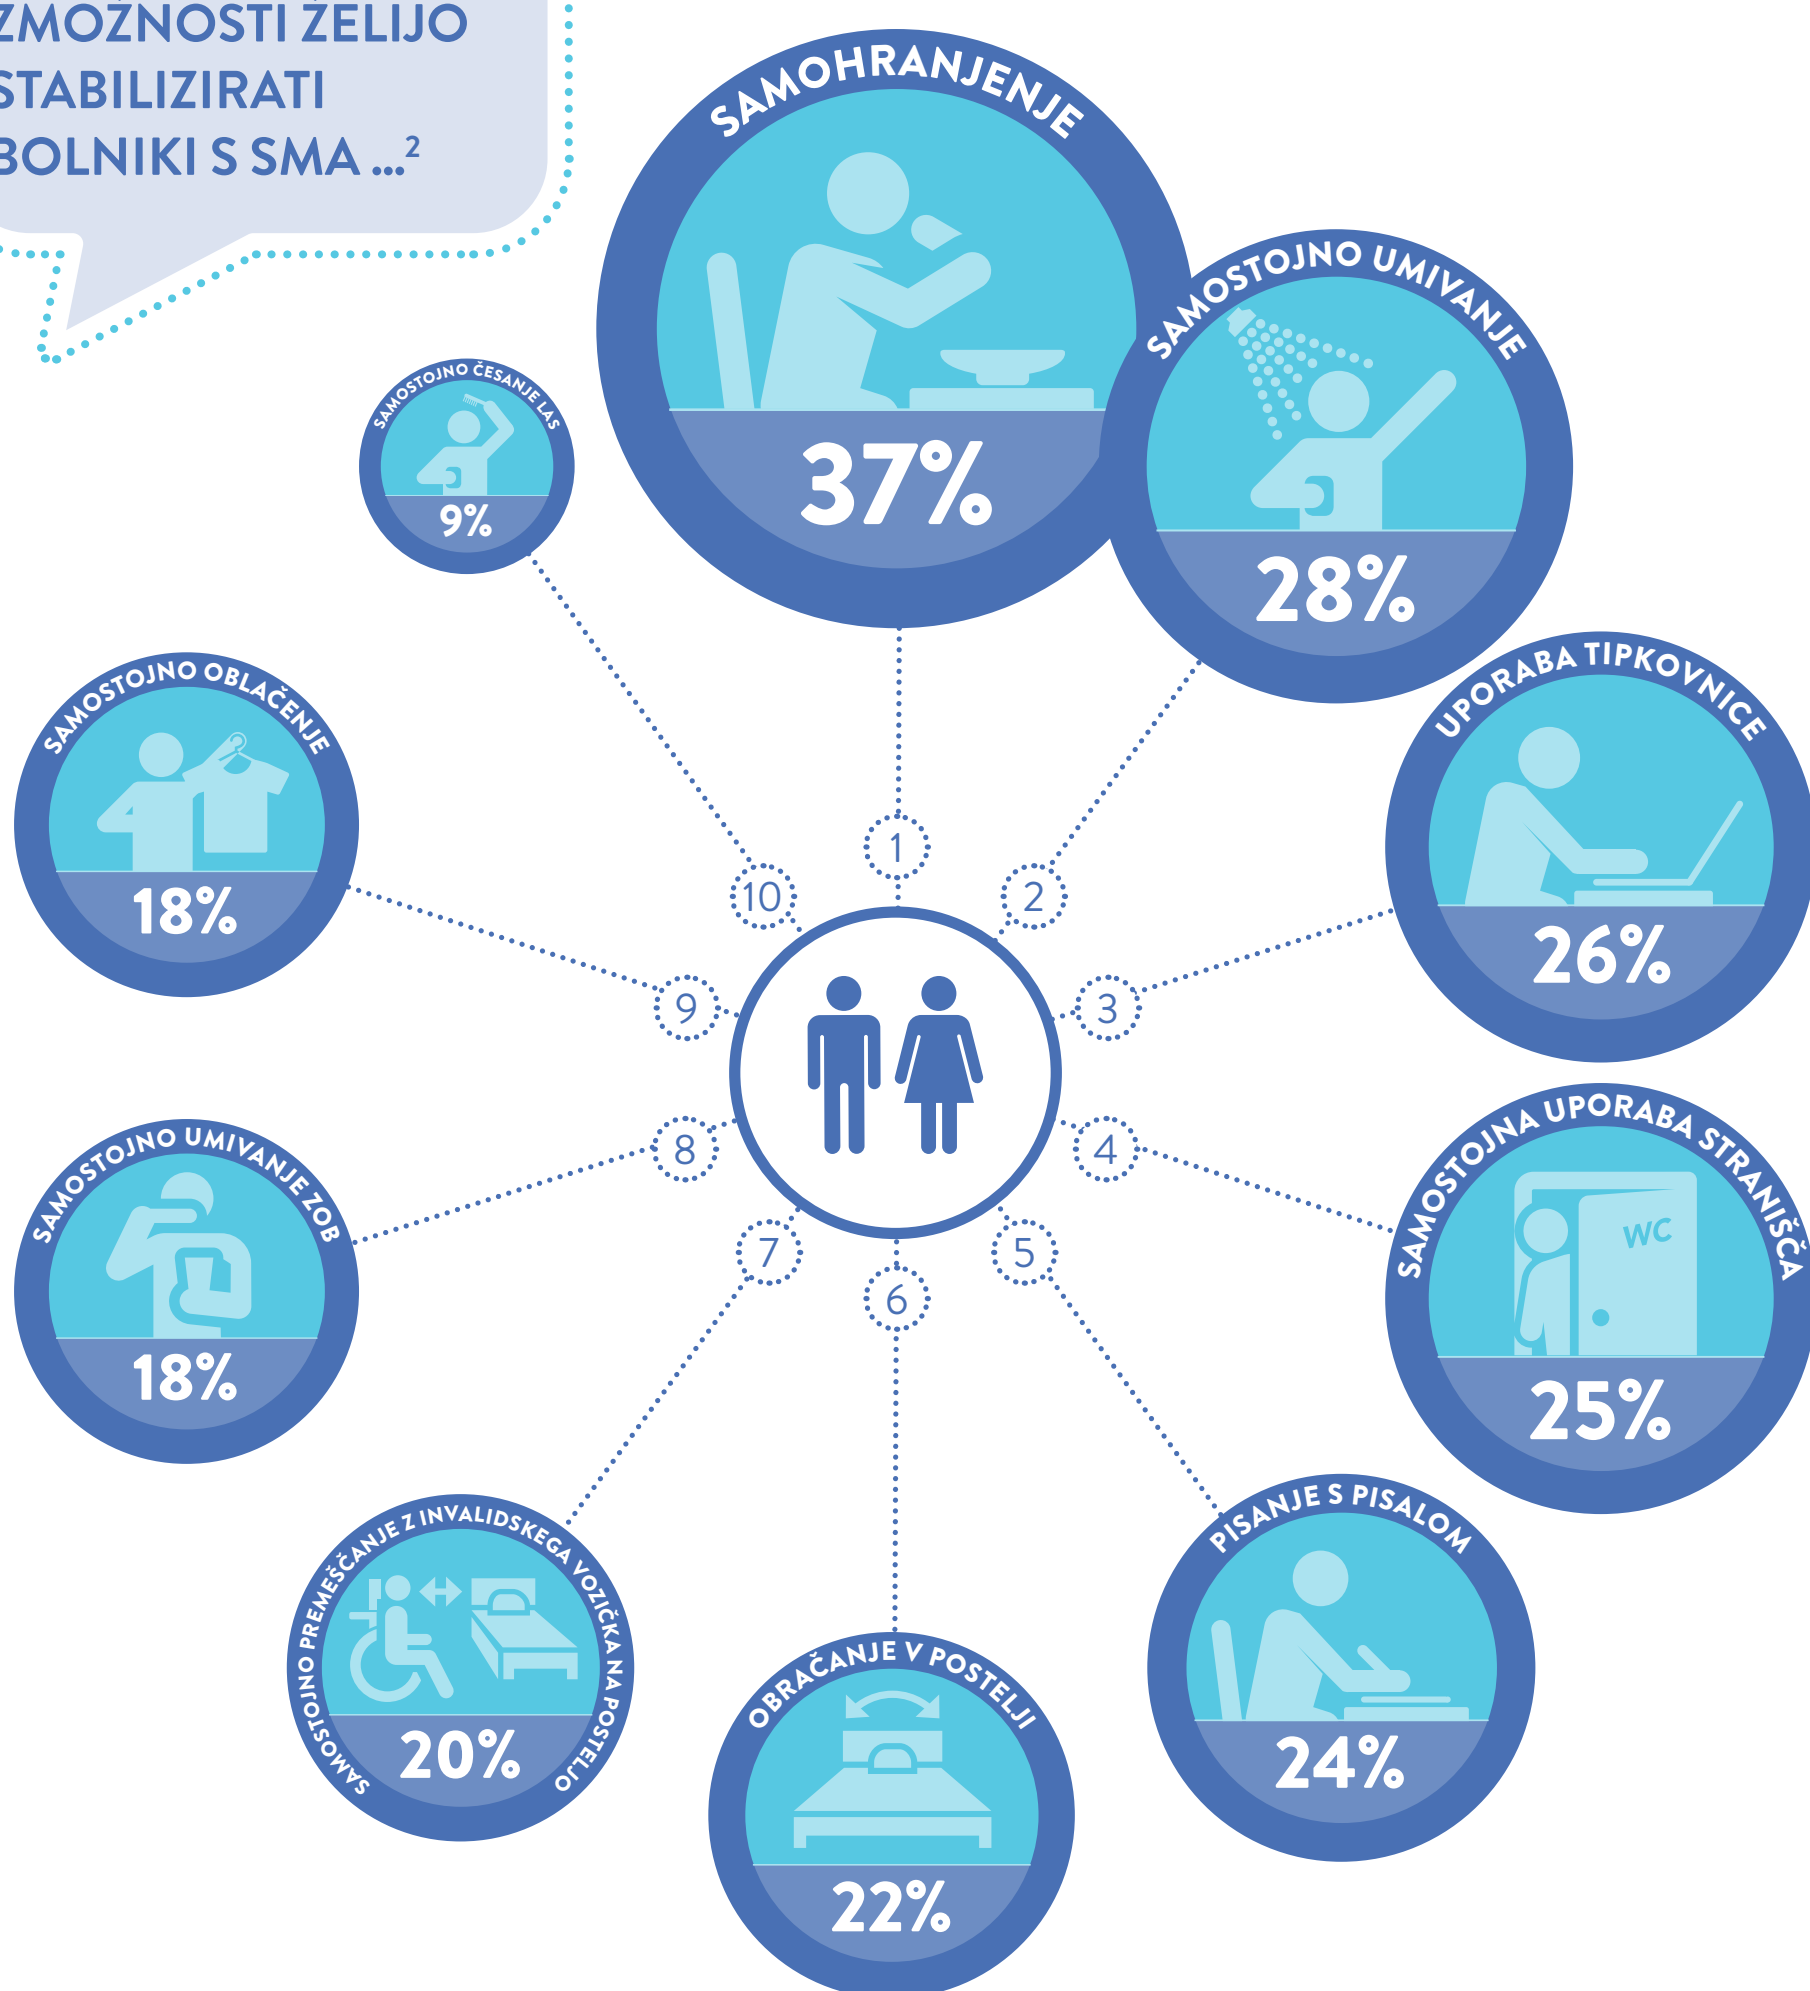 ZMOŽNOSTI ŽELIJO
STABILIZIRATI
BOLNIKI S SMA ...2
SAMOHRANJENJE
37%
SAMOSTOJNO UMIVANJE
28%
UPORABA TIPKOVNICE
26%
SAMOSTOJNA UPORABA STRANIŠČA
WC
25%
PISANJE S PISALOM
24%
OBRAČANJE V POSTELJI
22%
SAMOSTOJNO PREMEŠČANJE Z INVALIDSKEGA VOZIČKA NA POSTELJO
20%
SAMOSTOJNO UMIVANJE ZOB
18%
SAMOSTOJNO OBLAČENJE
18%
SAMOSTOJNO ČESANJE LAS
9%
1
2
3
4
5
6
7
8
9
10